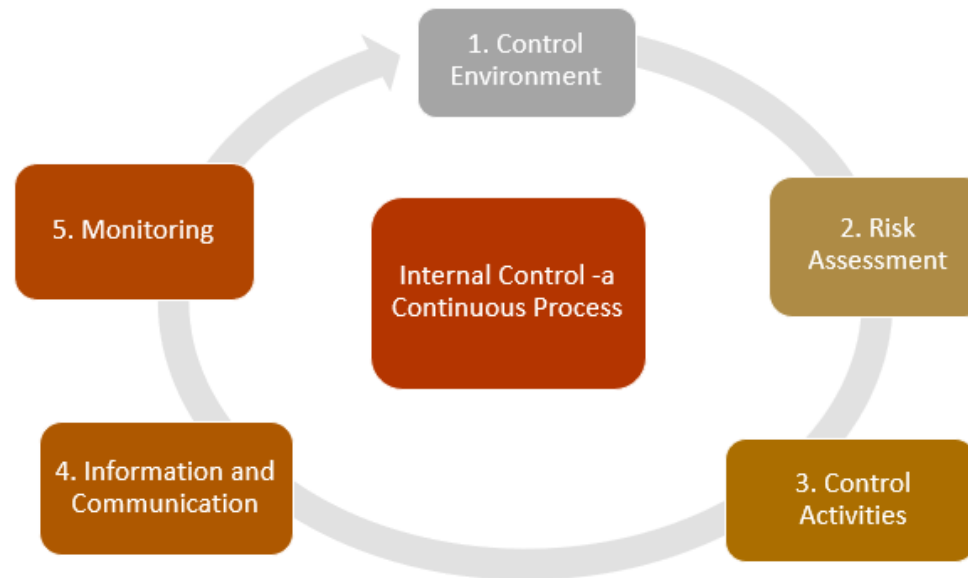 1. Control
Environment
2. Risk
Assessment
3. Control
Activities
4. Information and
Communication
5. Monitoring
Internal Control -a
Continuous Process